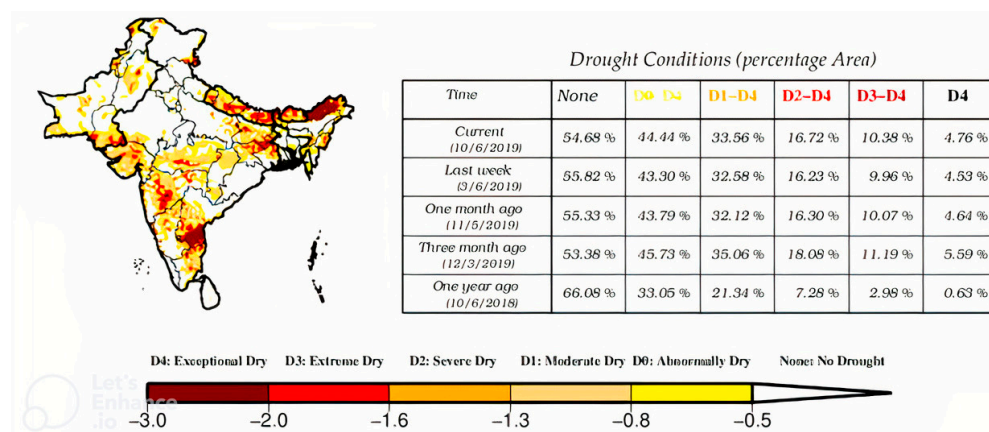 Drought Conditions (percentage Area)
Time None D0-D4 D1-D4 D2-D4 D3-D4 D4
Current (10/6/2019) 54.68 % 44.44 % 33.56 % 16.72 % 10.38 % 4.76 %
Last week (3/6/2019) 55.82 % 43.30 % 32.58 % 16.23 % 9.96 % 4.53 %
One month ago (11/5/2019) 55.33 % 43.79 % 32.12 % 16.30 % 10.07 % 4.64 %
Three month ago (12/3/2019) 53.38 % 45.73 % 35.06 % 18.08 % 11.19 % 5.59 %
One year ago (10/6/2018) 66.08 % 33.05 % 21.34 % 7.28 % 2.98 % 0.63 %
D4: Exceptional Dry D3: Extreme Dry D2: Severe Dry D1: Moderate Dry D0: Abnormally Dry None: No Drought
-3.0 -2.0 -1.6 -1.3 -0.8 -0.5
Let's
Enhance
.io